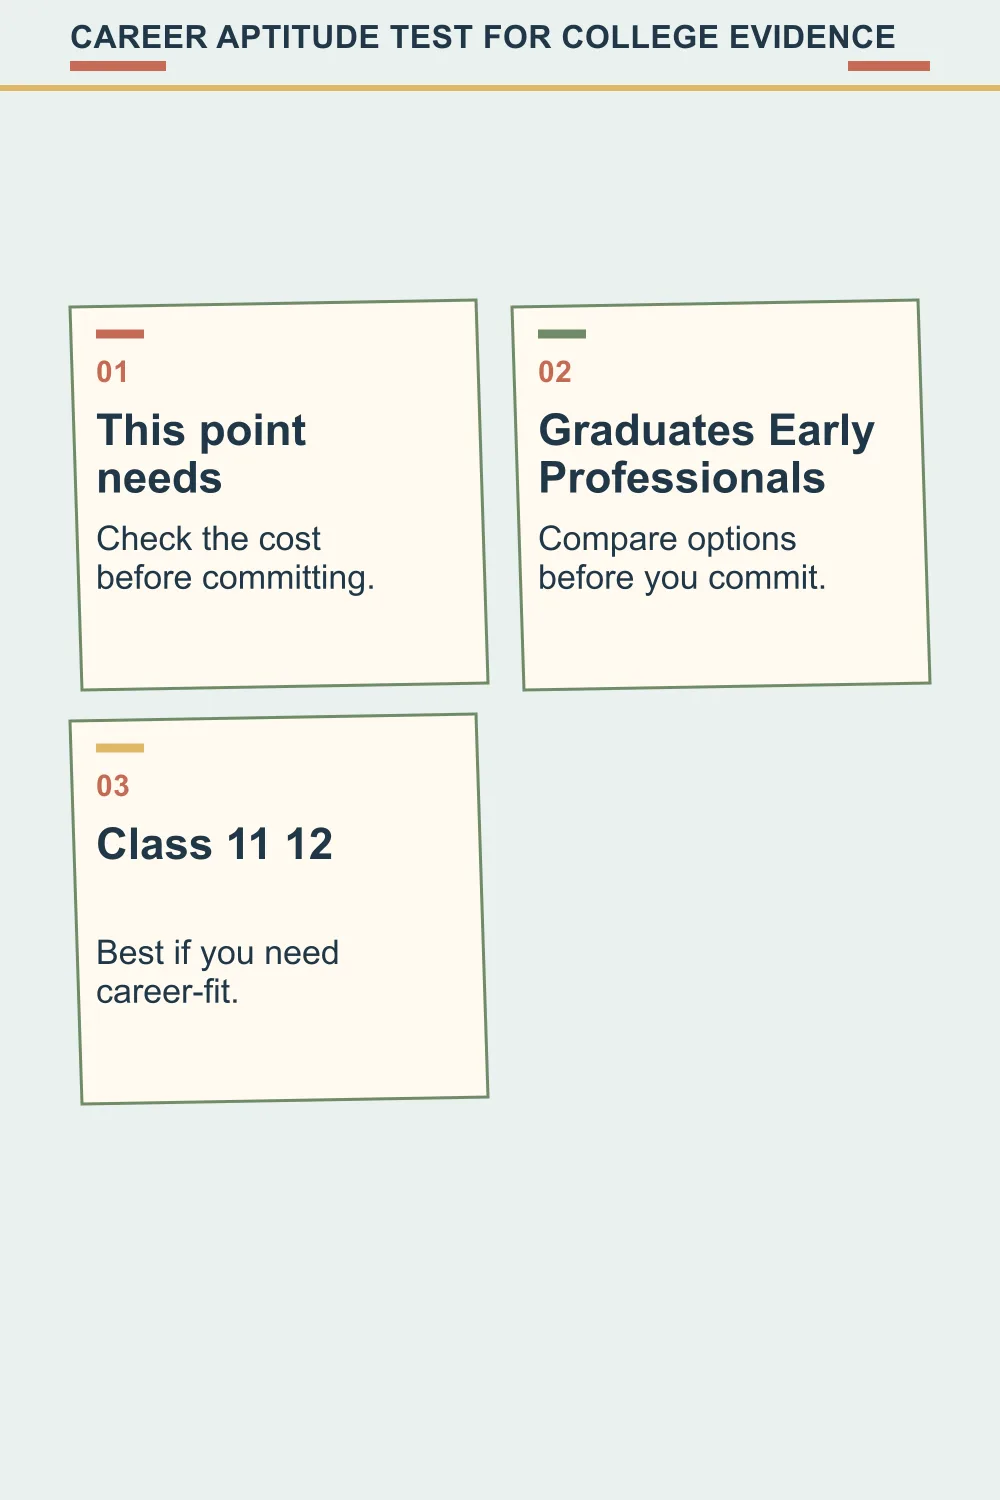 CAREER APTITUDE TEST FOR COLLEGE EVIDENCE
01
This point
needs
Check the cost
before committing.
02
Graduates Early
Professionals
Compare options
before you commit.
03
Class 11 12
Best if you need
career-fit.